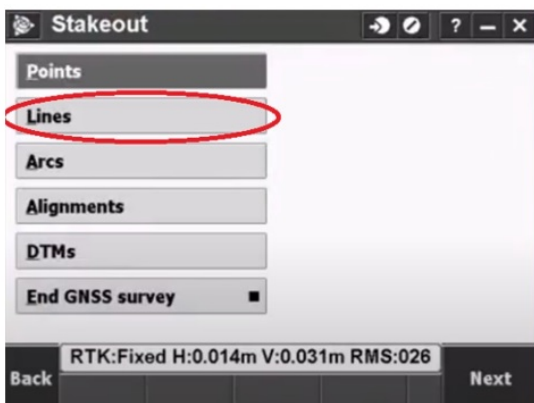 Stakeout
? — ×
Points
Lines
Arcs
Alignments
DTMs
End GNSS survey
RTK:Fixed H:0.014m V:0.031m RMS:026
Back
Next